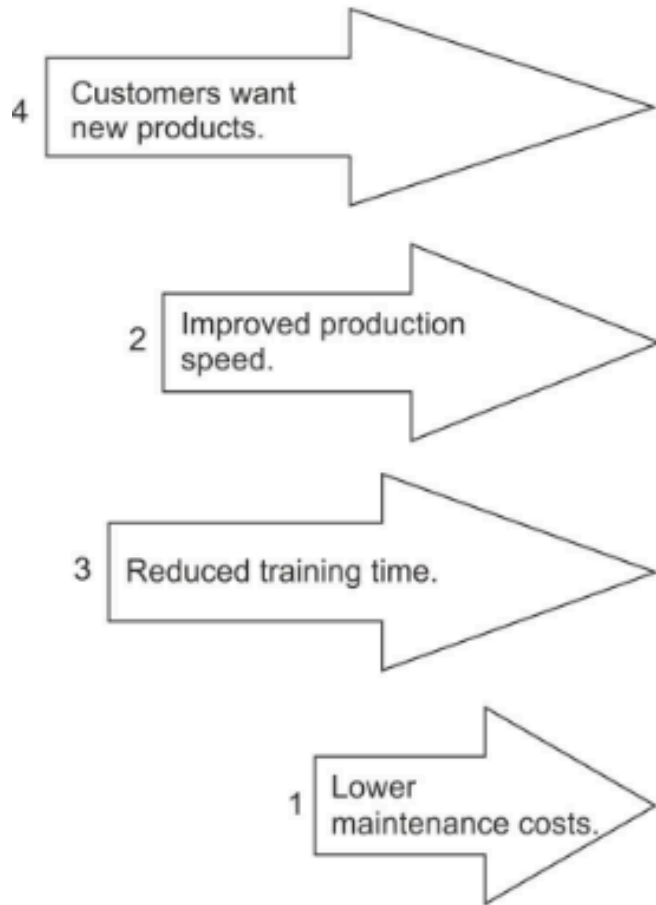 4
Customers want
new products.
2
Improved production
speed.
3
Reduced training time.
1
Lower
maintenance costs.